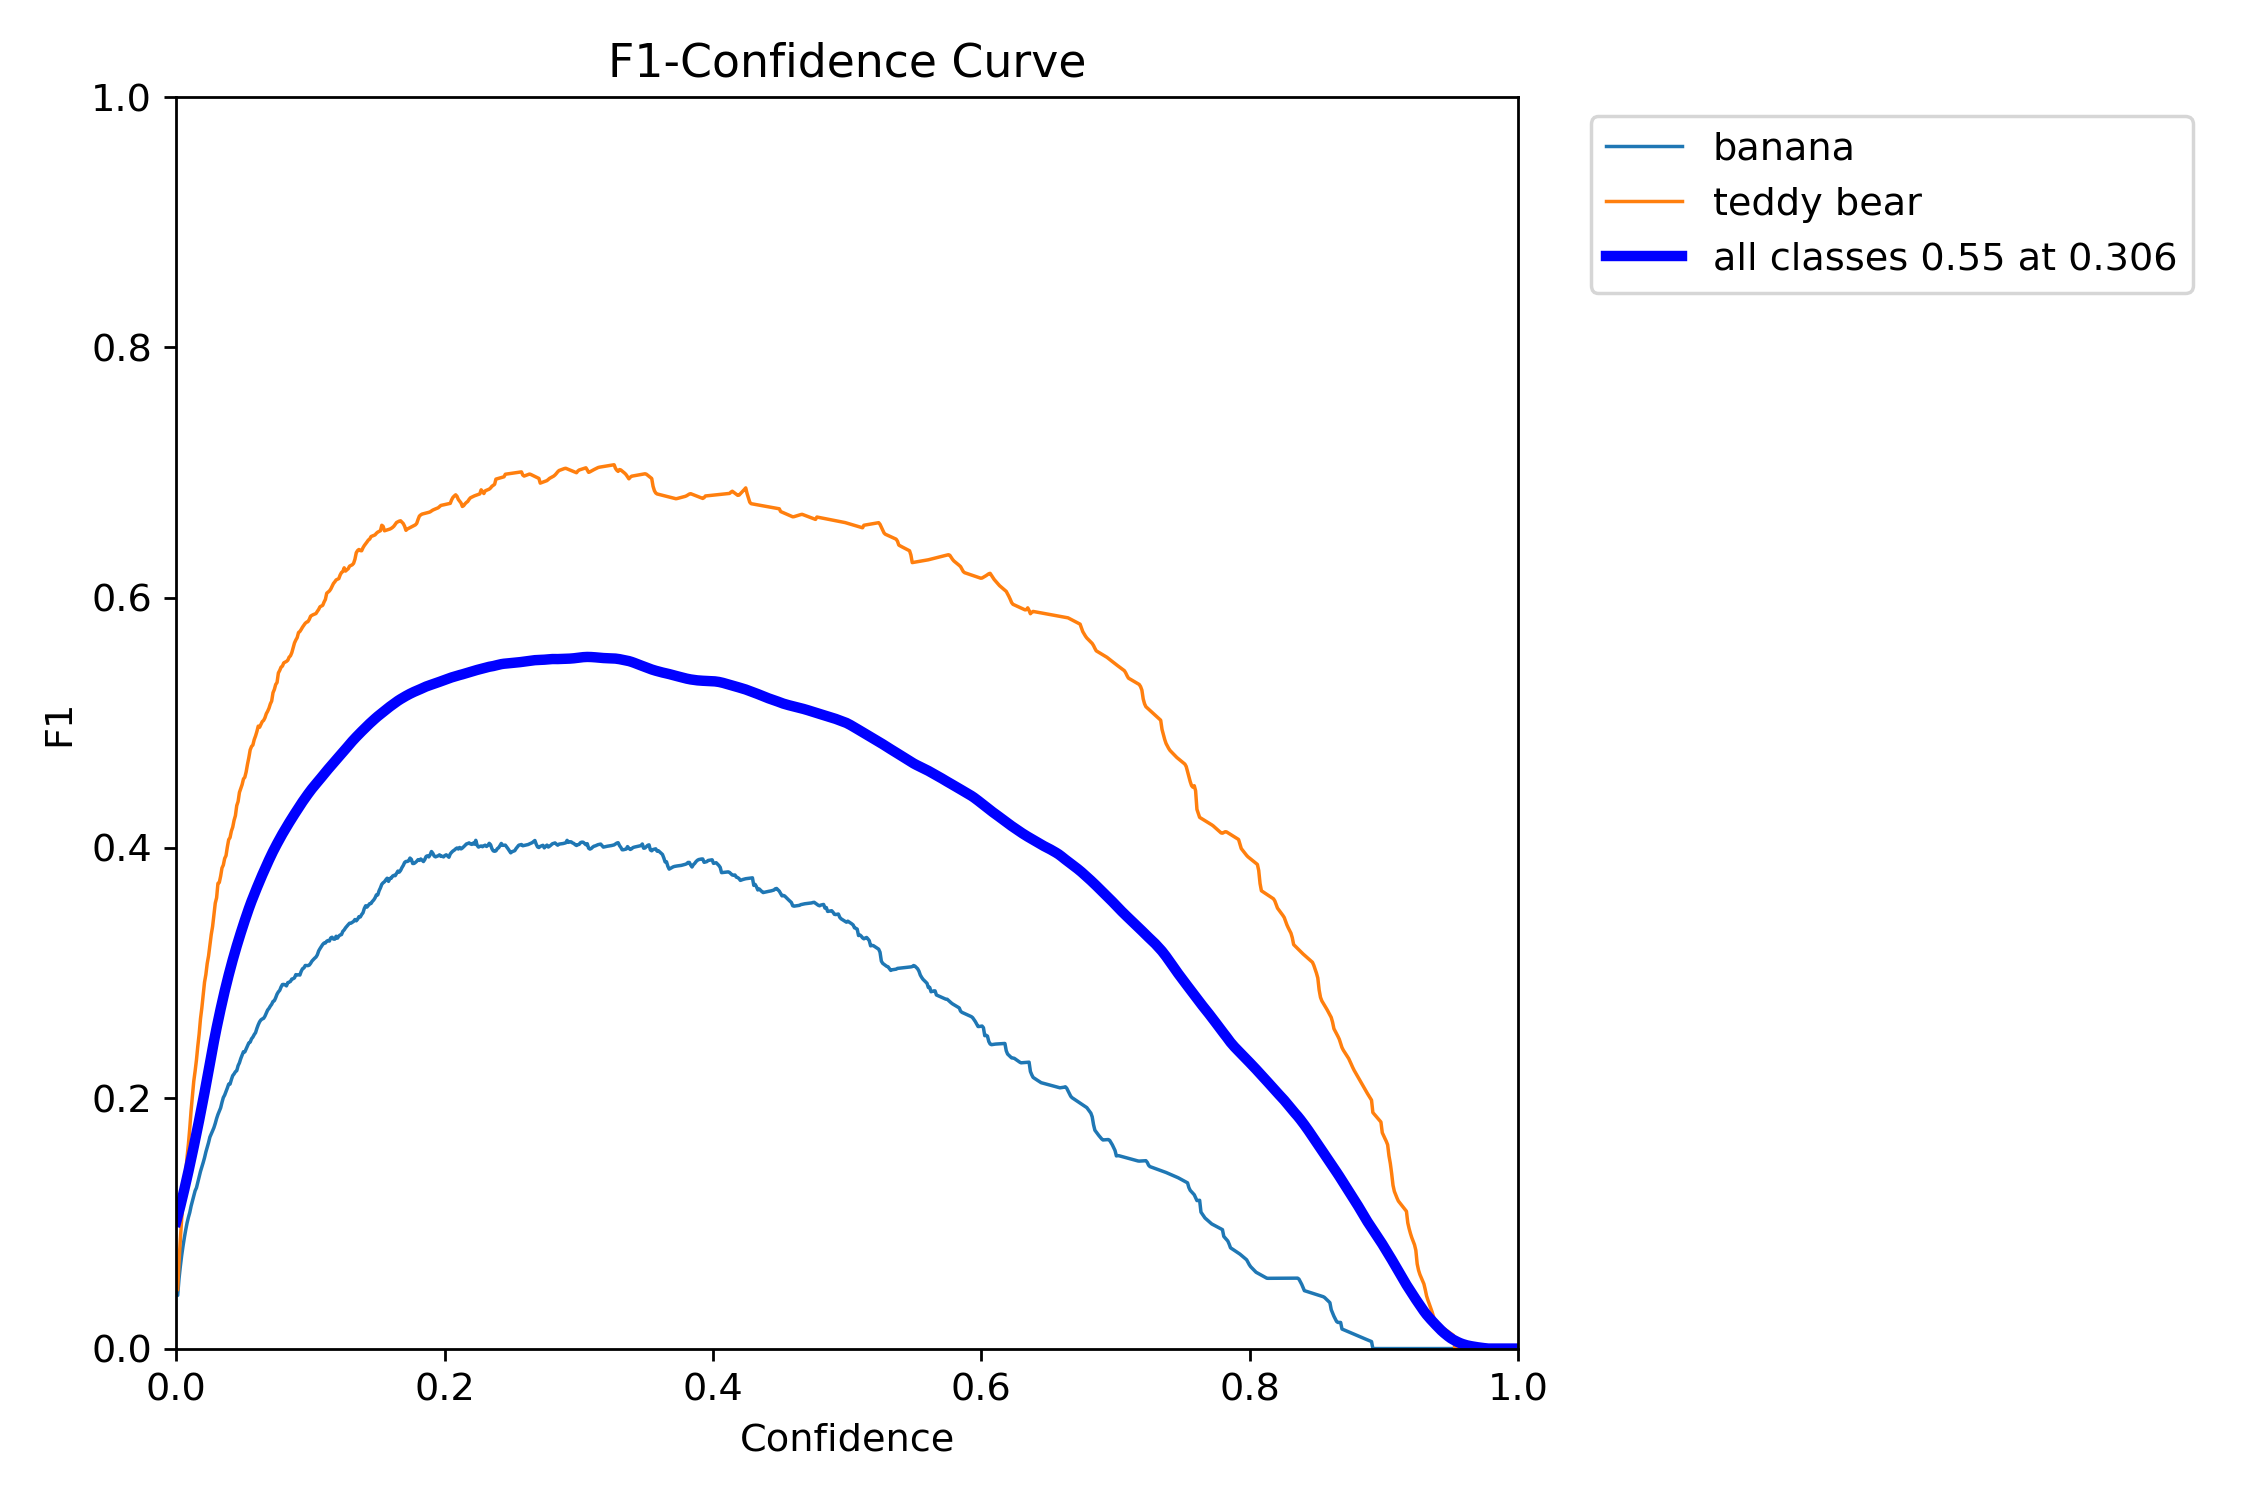 F1-Confidence Curve
1.0
0.8
0.6
0.4
0.2
0.0
F1
0.0 0.2 0.4 0.6 0.8 1.0
Confidence
banana
teddy bear
all classes 0.55 at 0.306